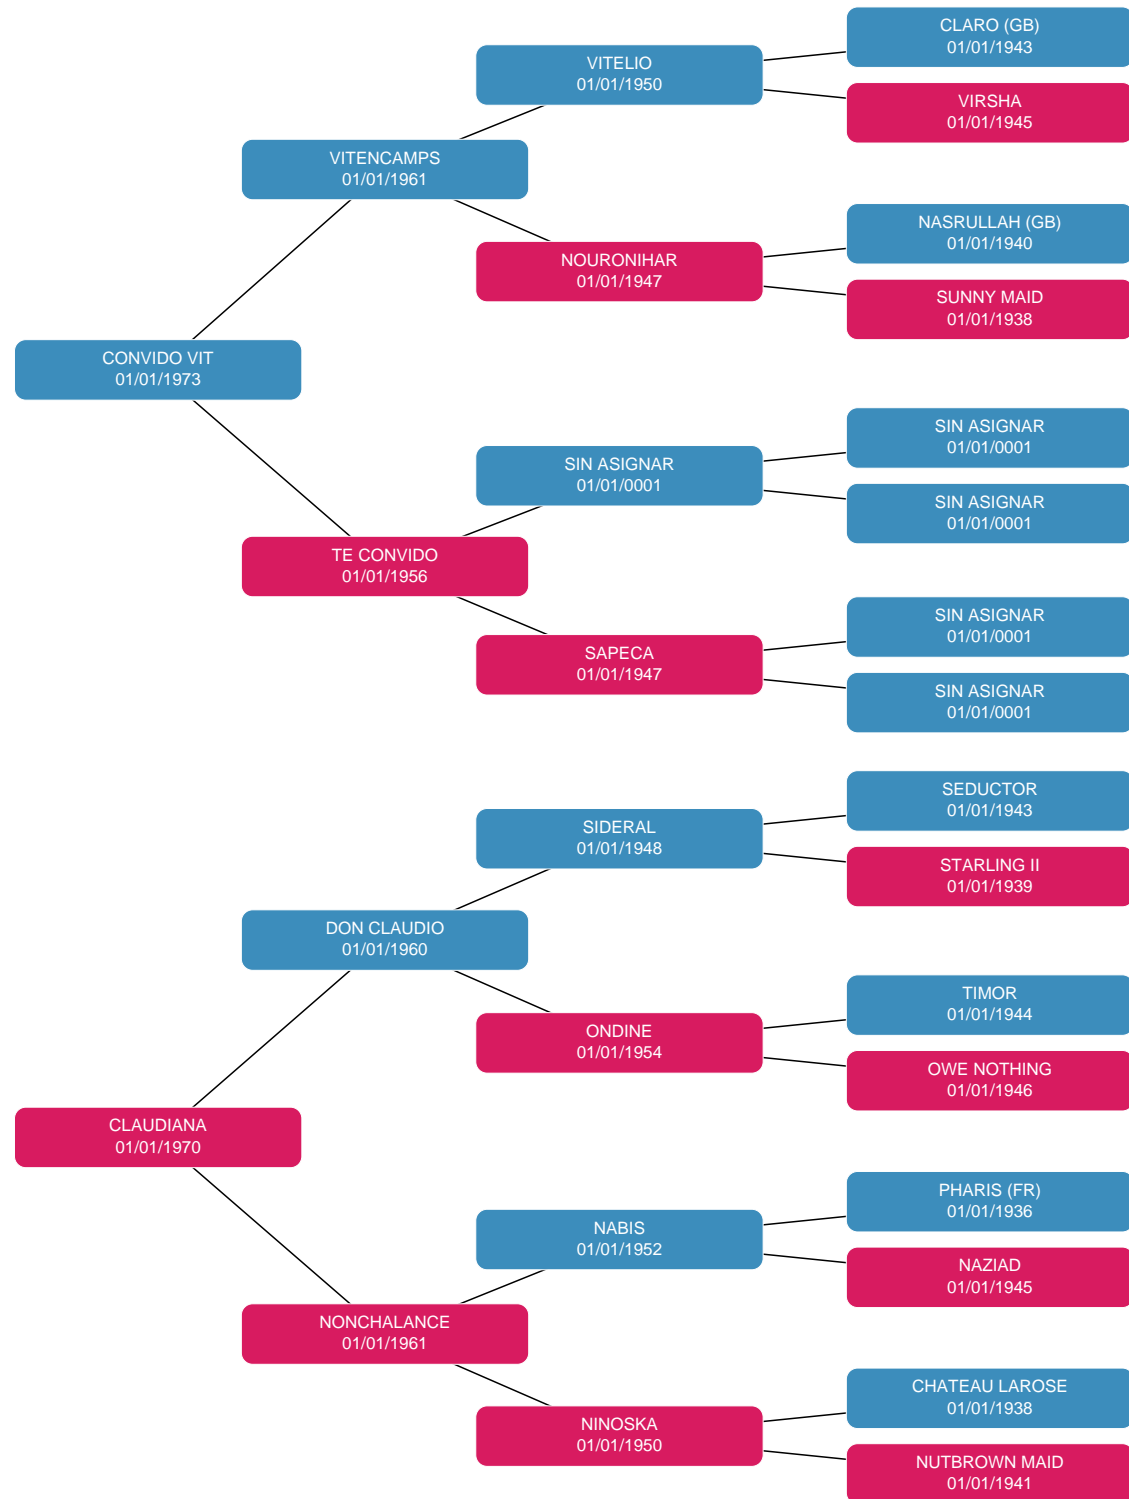 CLARO (GB)
01/01/1943
VITELIO
01/01/1950
VIRSHA
01/01/1945
VITENCAMPS
01/01/1961
NASRULLAH (GB)
01/01/1940
NOURONIHAR
01/01/1947
SUNNY MAID
01/01/1938
CONVIDO VIT
01/01/1973
SIN ASIGNAR
01/01/0001
SIN ASIGNAR
01/01/0001
SIN ASIGNAR
01/01/0001
TE CONVIDO
01/01/1956
SIN ASIGNAR
01/01/0001
SAPECA
01/01/1947
SIN ASIGNAR
01/01/0001
SEDUCTOR
01/01/1943
SIDERAL
01/01/1948
STARLING II
01/01/1939
DON CLAUDIO
01/01/1960
TIMOR
01/01/1944
ONDINE
01/01/1954
OWE NOTHING
01/01/1946
CLAUDIANA
01/01/1970
PHARIS (FR)
01/01/1936
NABIS
01/01/1952
NAZIAD
01/01/1945
NONCHALANCE
01/01/1961
CHATEAU LAROSE
01/01/1938
NINOSKA
01/01/1950
NUTBROWN MAID
01/01/1941